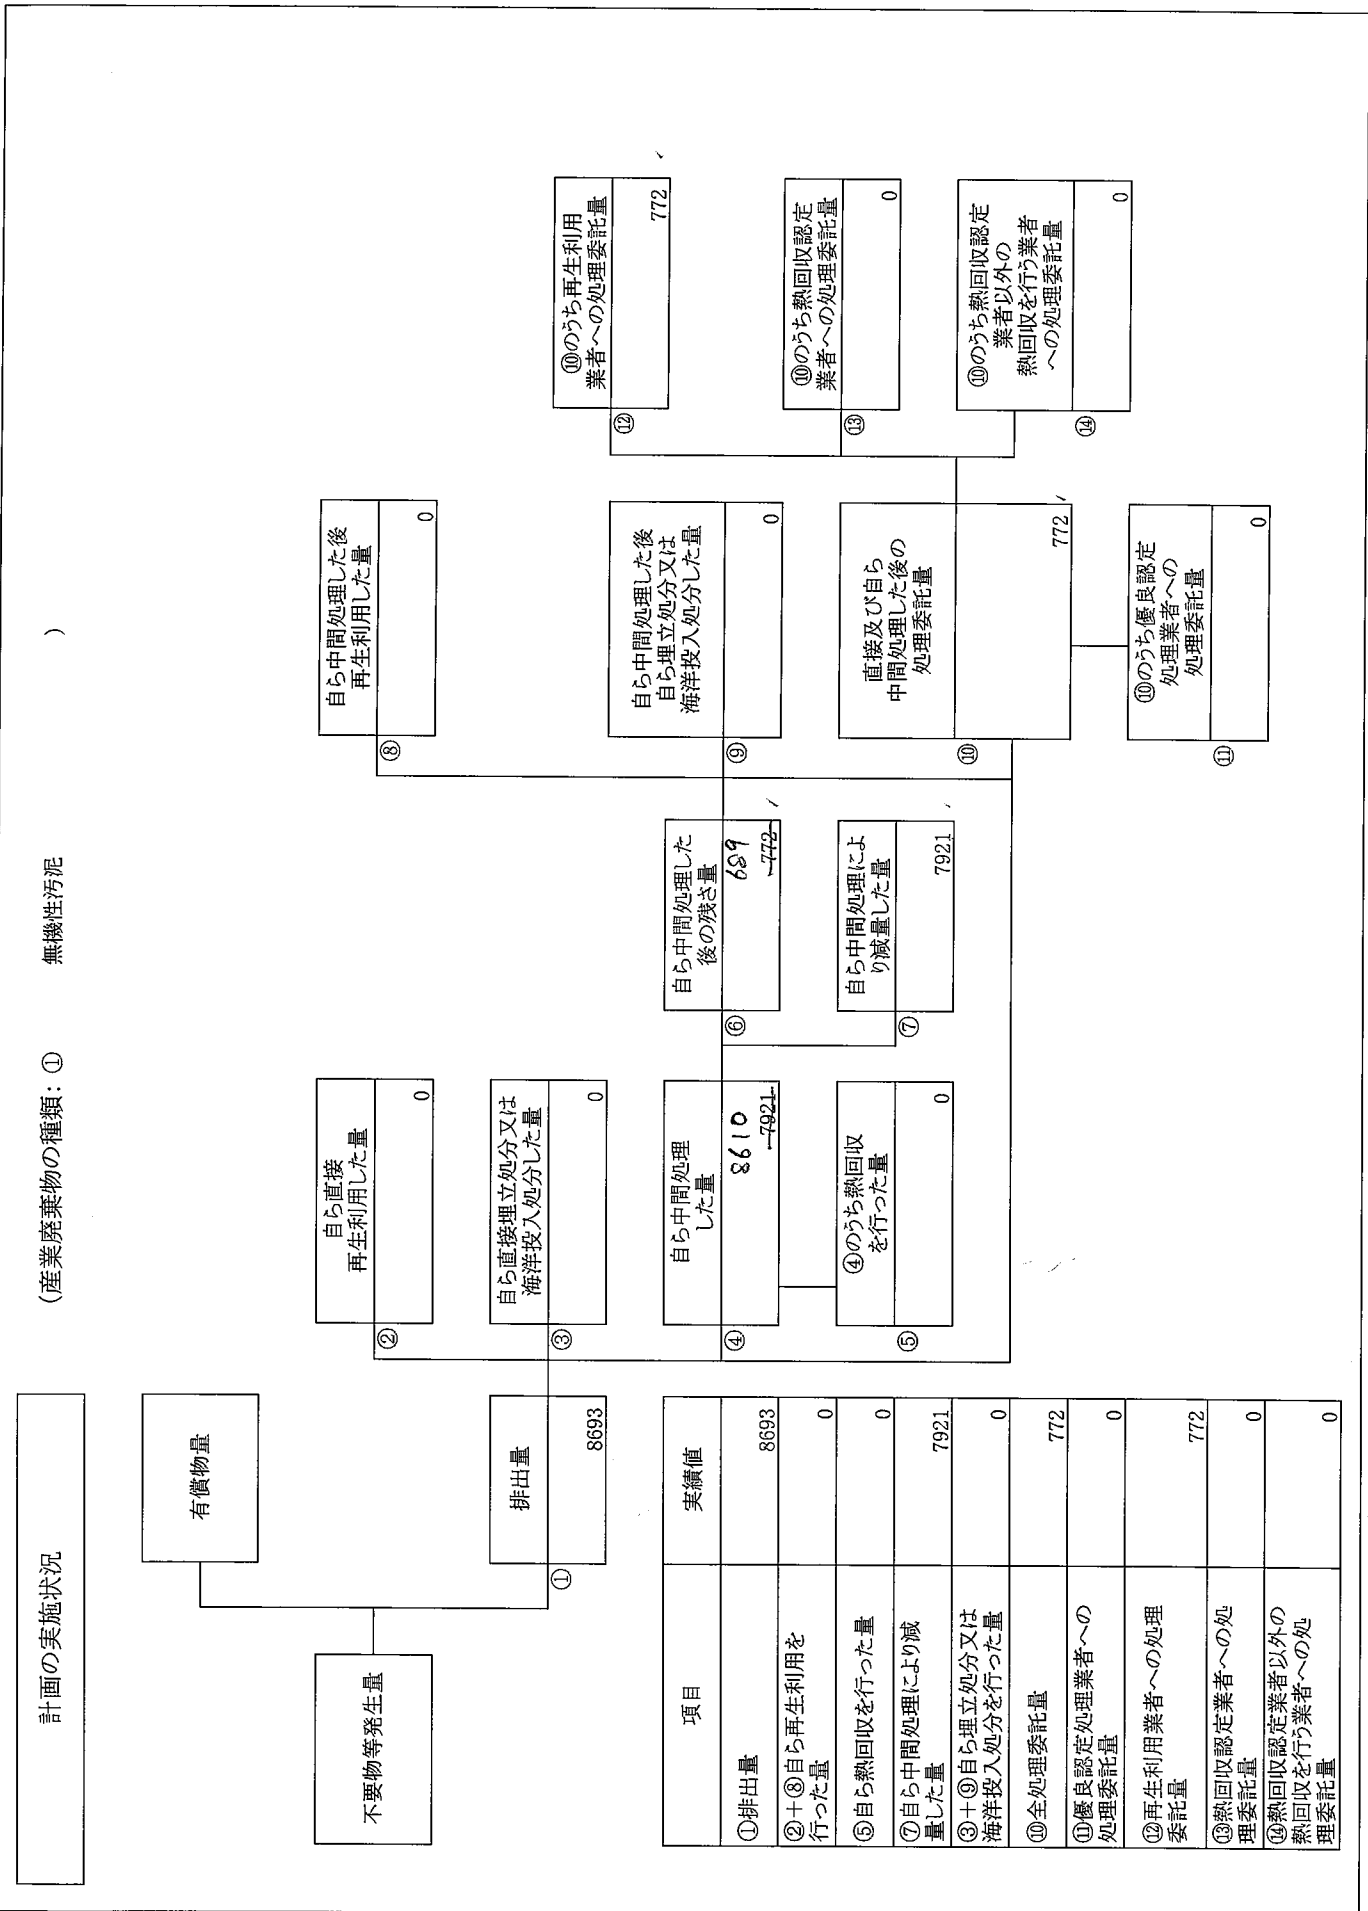 計画の実施状況
(産業廃棄物の種類: ① 無機性汚泥 )
不要物等発生量
有償物量
①
排出量
8693
②
自ら直接
再生利用した量
0
③
自ら直接埋立処分又は
海洋投入処分した量
0
④
自ら中間処理
した量
8610
7921
⑤
④のうち熱回収
を行った量
0
⑥
自ら中間処理した
後の残さ量
689
772
⑦
自ら中間処理によ
り減量した量
7921
⑧
自ら中間処理した後
再生利用した量
0
⑨
自ら中間処理した後
自ら埋立処分又は
海洋投入処分した量
0
⑩
直接及び自ら
中間処理した後の
処理委託量
772
⑪
⑩のうち優良認定
処理業者への
処理委託量
0
⑫
⑩のうち再生利用
業者への処理委託量
772
⑬
⑩のうち熱回収認定
業者への処理委託量
0
⑭
⑩のうち熱回収認定
業者以外の
熱回収を行う業者
への処理委託量
0
項目 実績値
①排出量 8693
②+⑧自ら再生利用を
行った量 0
⑤自ら熱回収を行った量 0
⑦自ら中間処理により減
量した量 7921
③+⑨自ら埋立処分又は
海洋投入処分を行った量 0
⑩全処理委託量 772
⑪優良認定処理業者への
処理委託量 0
⑫再生利用業者への処理
委託量 772
⑬熱回収認定業者への処
理委託量 0
⑭熱回収認定業者以外の
熱回収を行う業者への処
理委託量 0